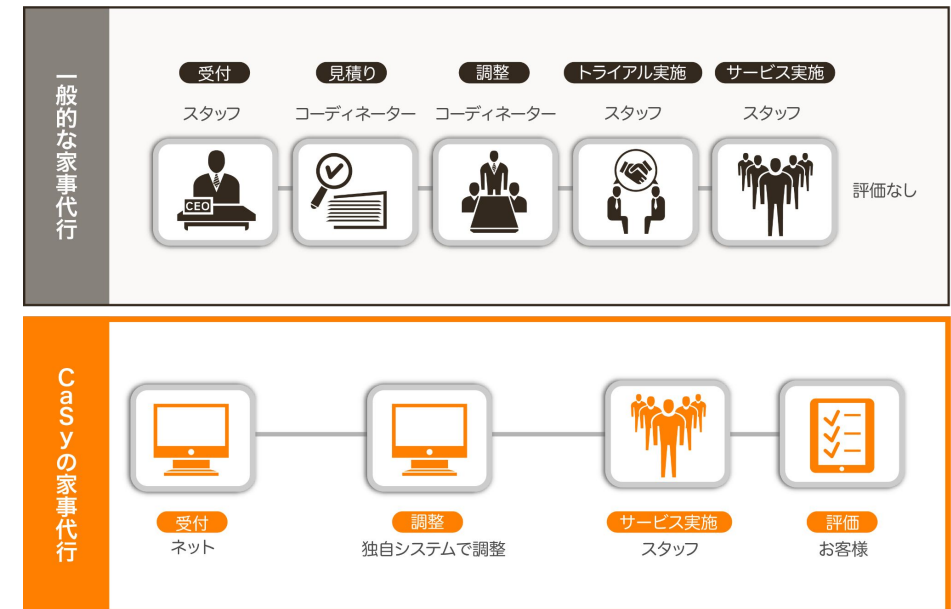 一般的な家事代行
受付
見積り
調整
トライアル実施
サービス実施
スタッフ
コーディネーター
コーディネーター
スタッフ
スタッフ
CEO
評価なし
CaSyの家事代行
受付
調整
サービス実施
評価
ネット
独自システムで調整
スタッフ
お客様